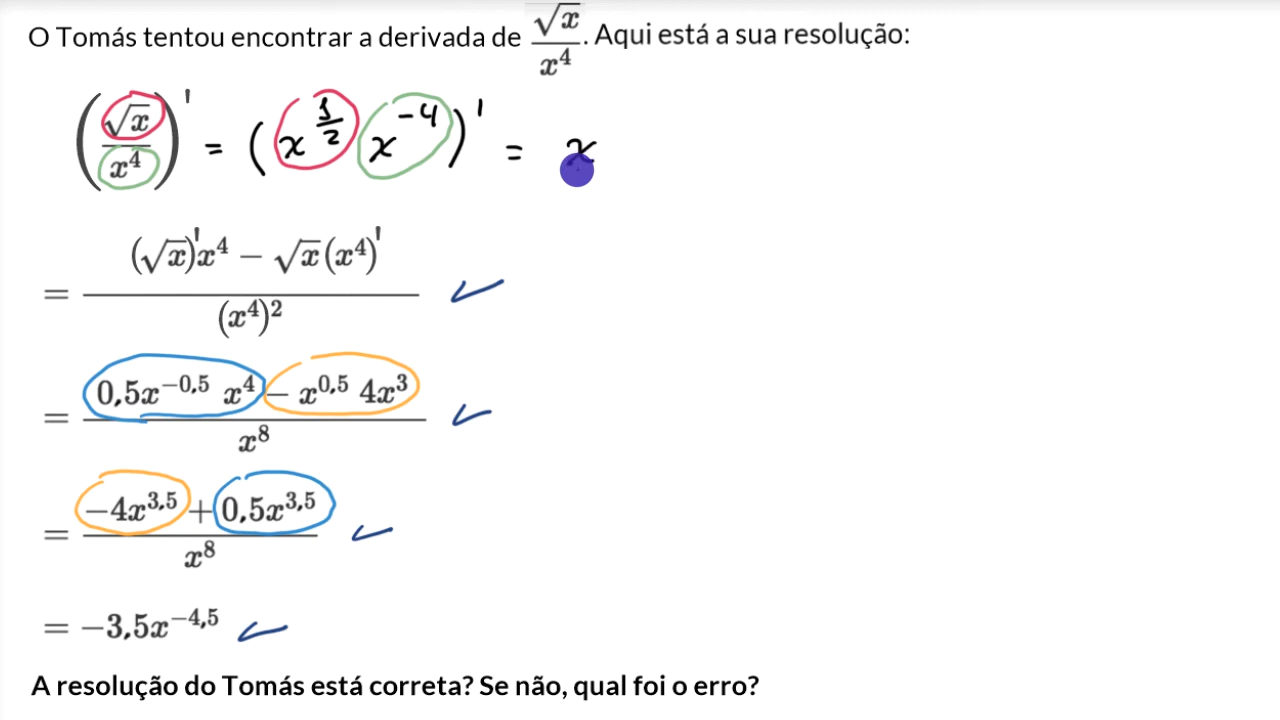 O Tomás tentou encontrar a derivada de √x/x⁴. Aqui está a sua resolução:
(√x/x⁴)' = (x^(1/2) x^(-4))' = x
= ((√x)'x⁴ − √x(x⁴)')/(x⁴)²
= (0,5x^(−0,5) x⁴ − x^(0,5) 4x³)/x⁸
= (−4x^(3,5) + 0,5x^(3,5))/x⁸
= −3,5x^(−4,5)
A resolução do Tomás está correta? Se não, qual foi o erro?